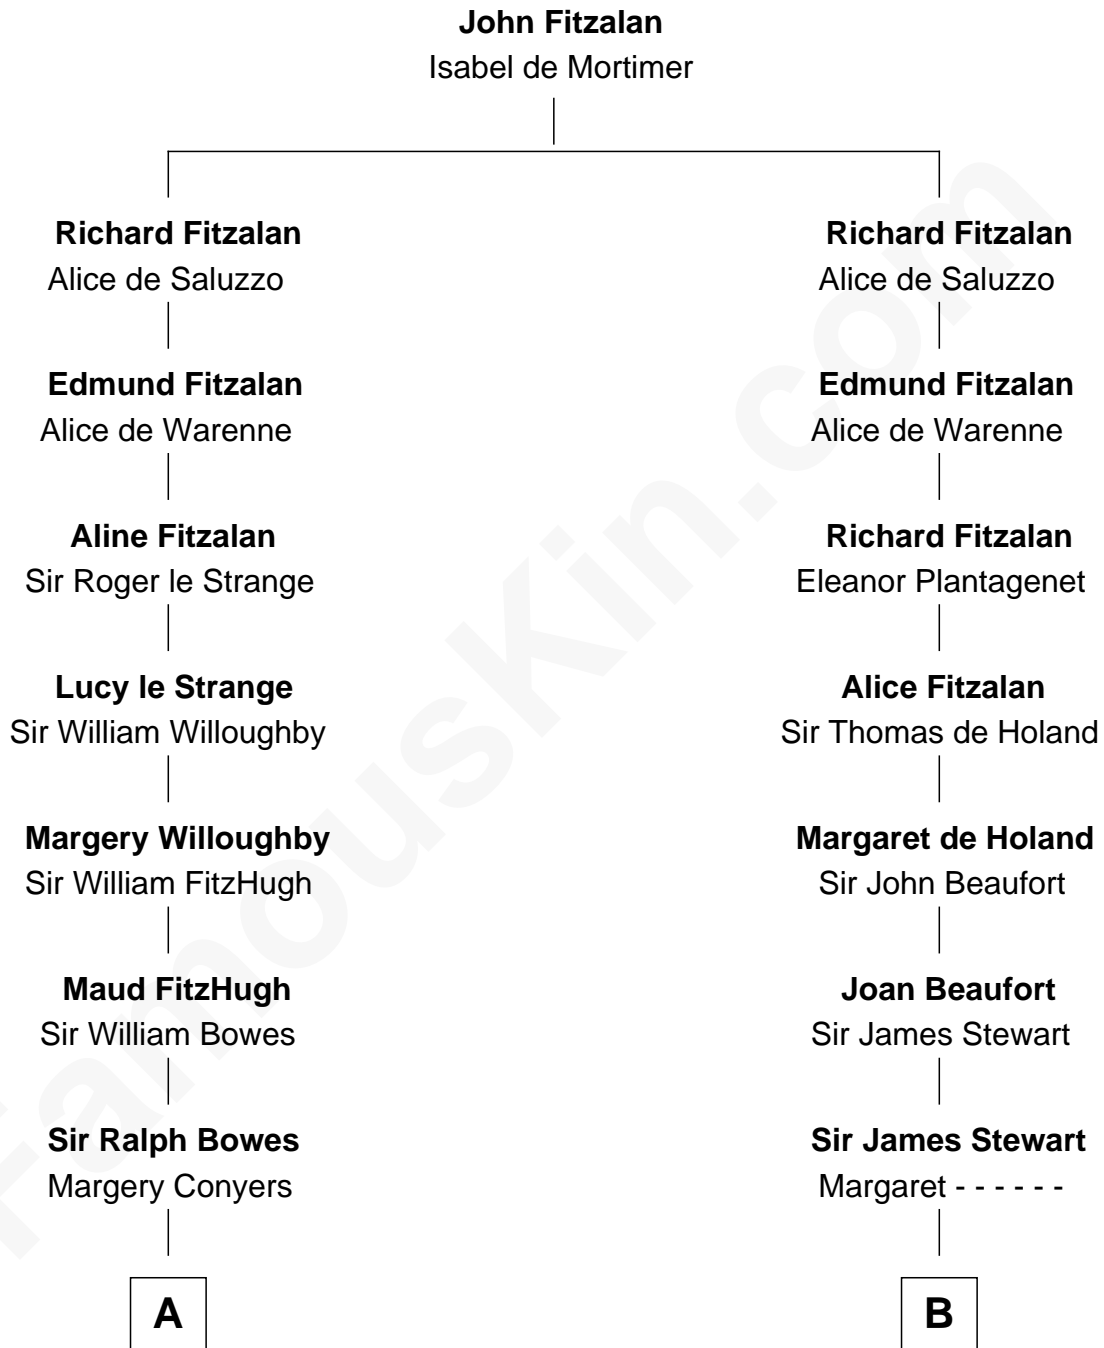 John Fitzalan
Isabel de Mortimer
Richard Fitzalan
Alice de Saluzzo
Richard Fitzalan
Alice de Saluzzo
Edmund Fitzalan
Alice de Warenne
Edmund Fitzalan
Alice de Warenne
Aline Fitzalan
Sir Roger le Strange
Richard Fitzalan
Eleanor Plantagenet
Lucy le Strange
Sir William Willoughby
Alice Fitzalan
Sir Thomas de Holand
Margery Willoughby
Sir William FitzHugh
Margaret de Holand
Sir John Beaufort
Maud FitzHugh
Sir William Bowes
Joan Beaufort
Sir James Stewart
Sir Ralph Bowes
Margery Conyers
Sir James Stewart
Margaret - - - - - -
A
B
FamousKin.com